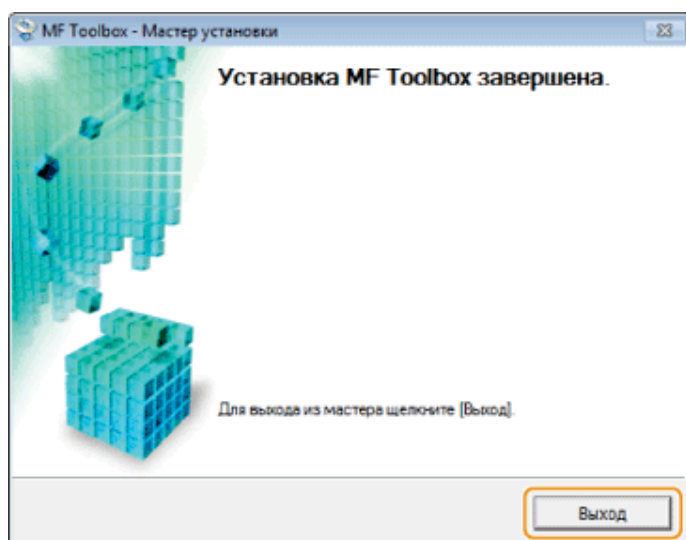 MF Toolbox - Мастер установки
Установка MF Toolbox завершена.
Для выхода из мастера щелкните [Выход].
Выход